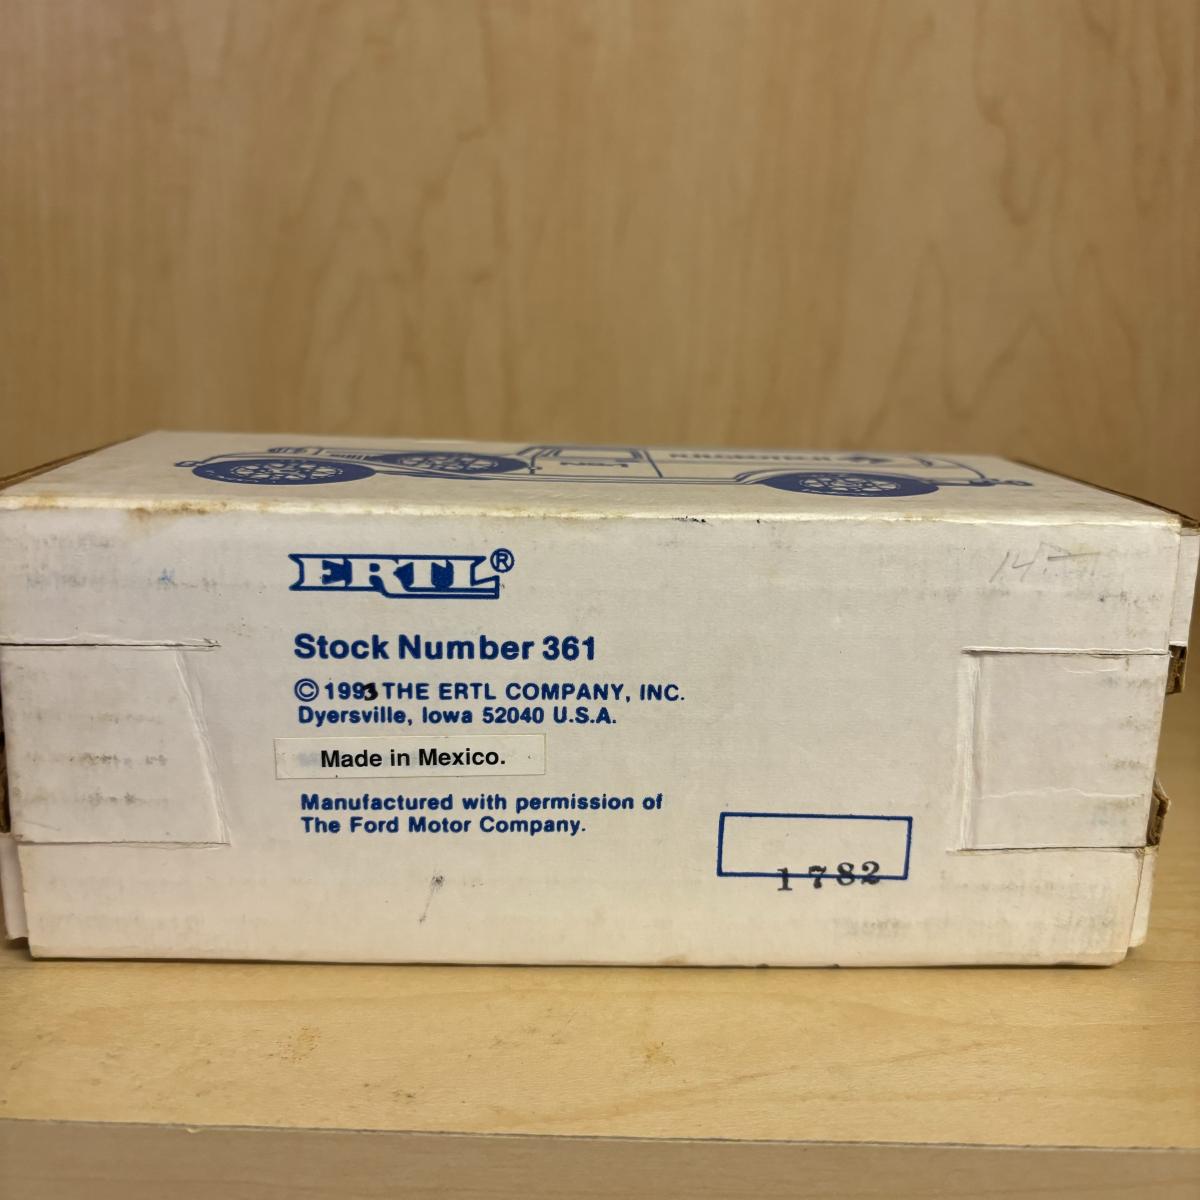 ERTL®
14.
Stock Number 361
© 1993 THE ERTL COMPANY, INC.
Dyersville, Iowa 52040 U.S.A.
Made in Mexico.
Manufactured with permission of
The Ford Motor Company.
1782